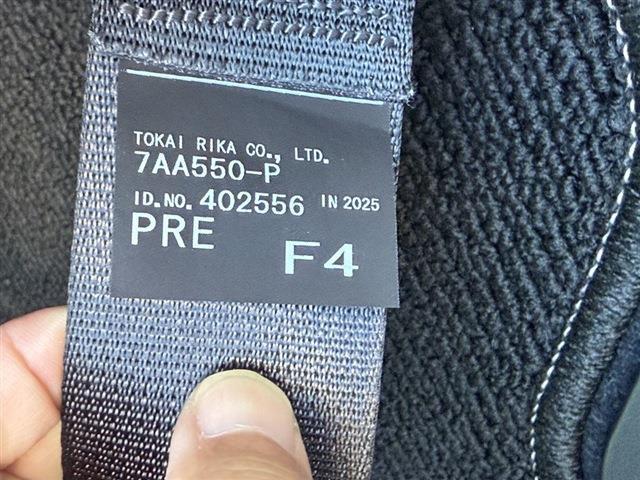 TOKAI RIKA CO., LTD.
7AA550-P
ID.NO. 402556 IN 2025
PRE F4